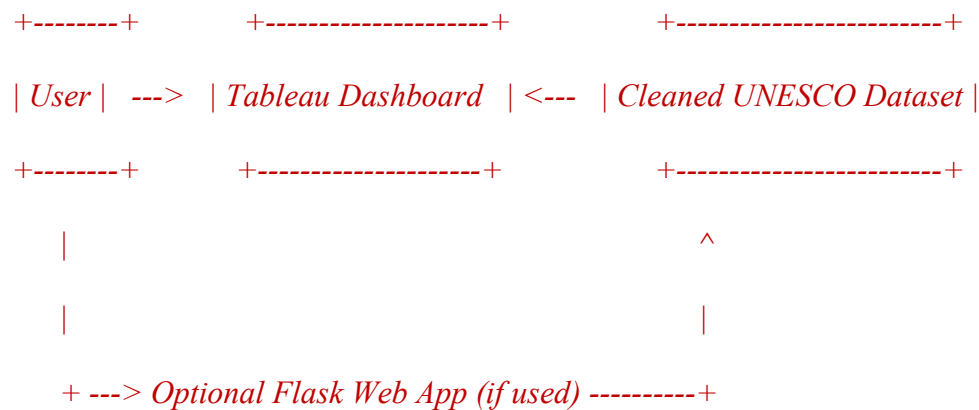 +--------+ +---------------------+ +-------------------------+
| User | ---> | Tableau Dashboard | <--- | Cleaned UNESCO Dataset |
+--------+ +---------------------+ +-------------------------+
| ^
| |
+ ---> Optional Flask Web App (if used) ----------+